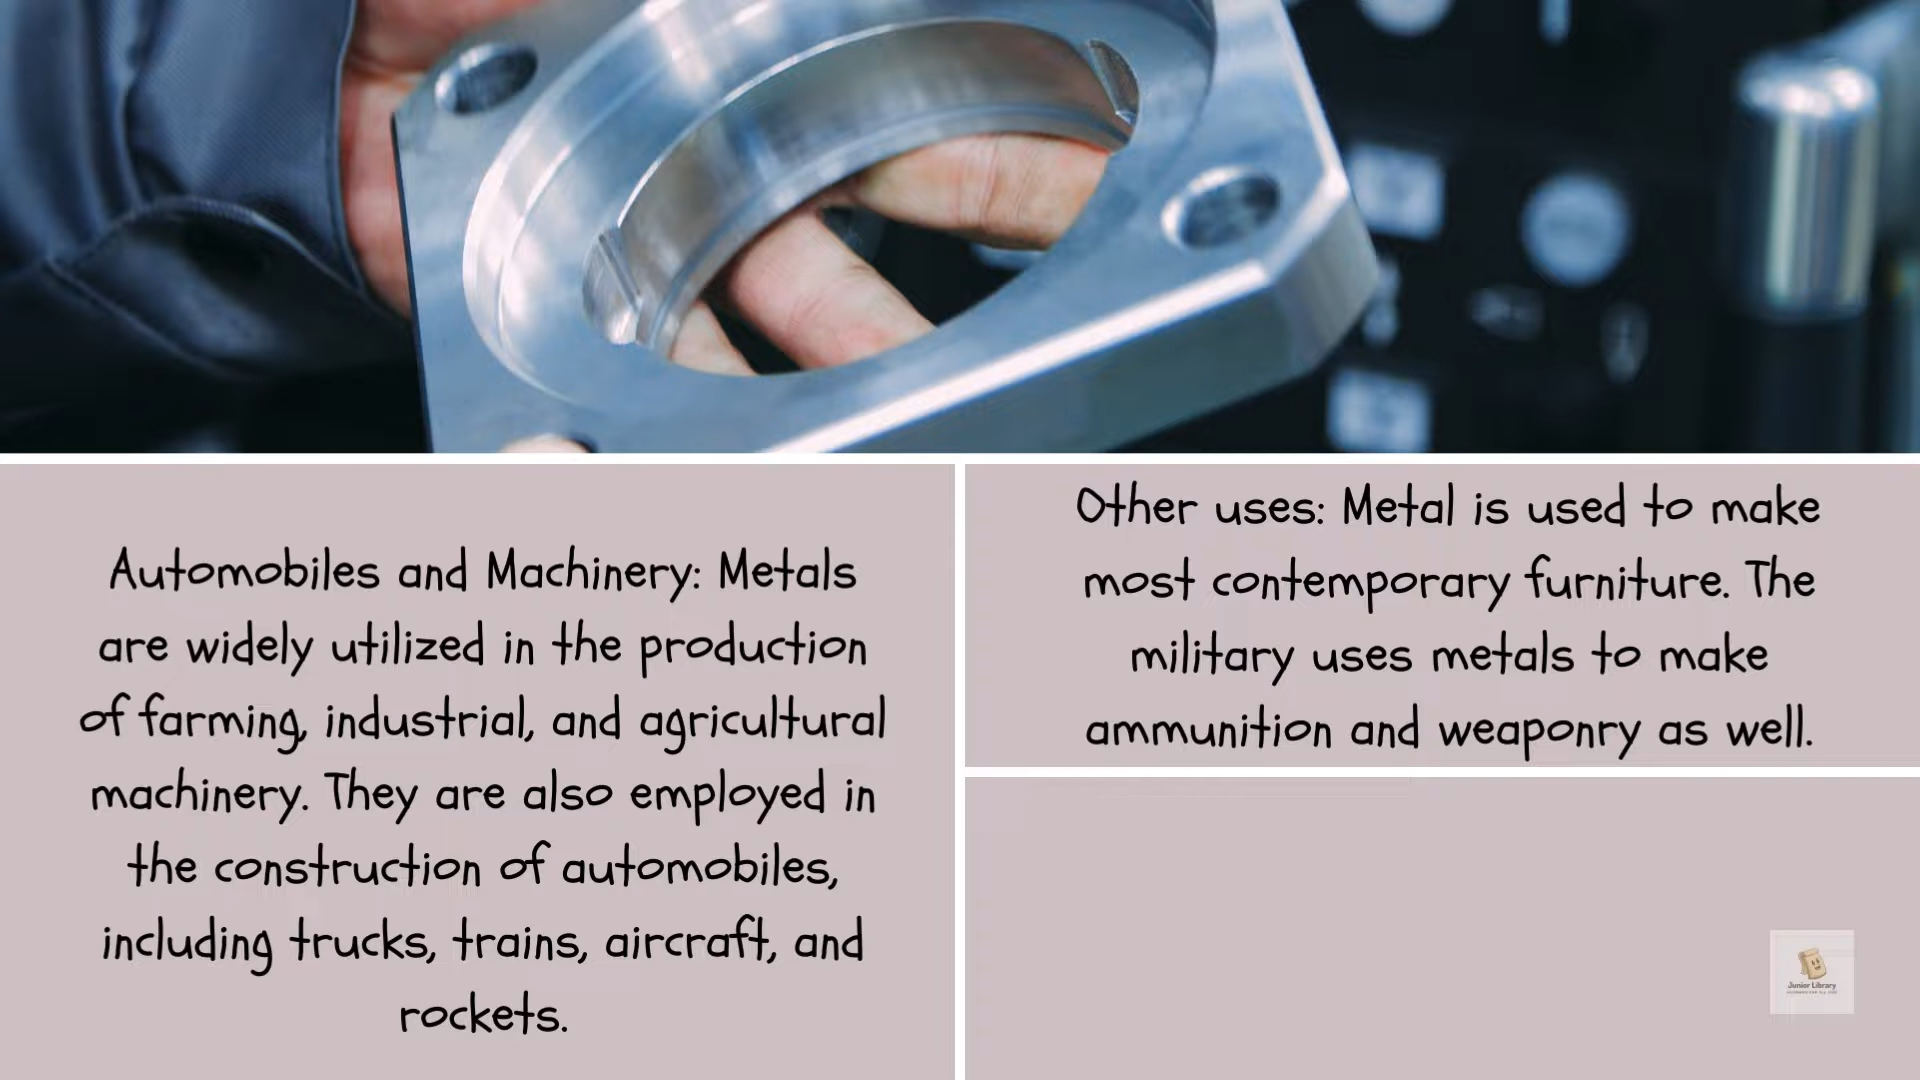 Automobiles and Machinery: Metals
are widely utilized in the production
of farming, industrial, and agricultural
machinery. They are also employed in
the construction of automobiles,
including trucks, trains, aircraft, and
rockets.
Other uses: Metal is used to make
most contemporary furniture. The
military uses metals to make
ammunition and weaponry as well.
Junior Library